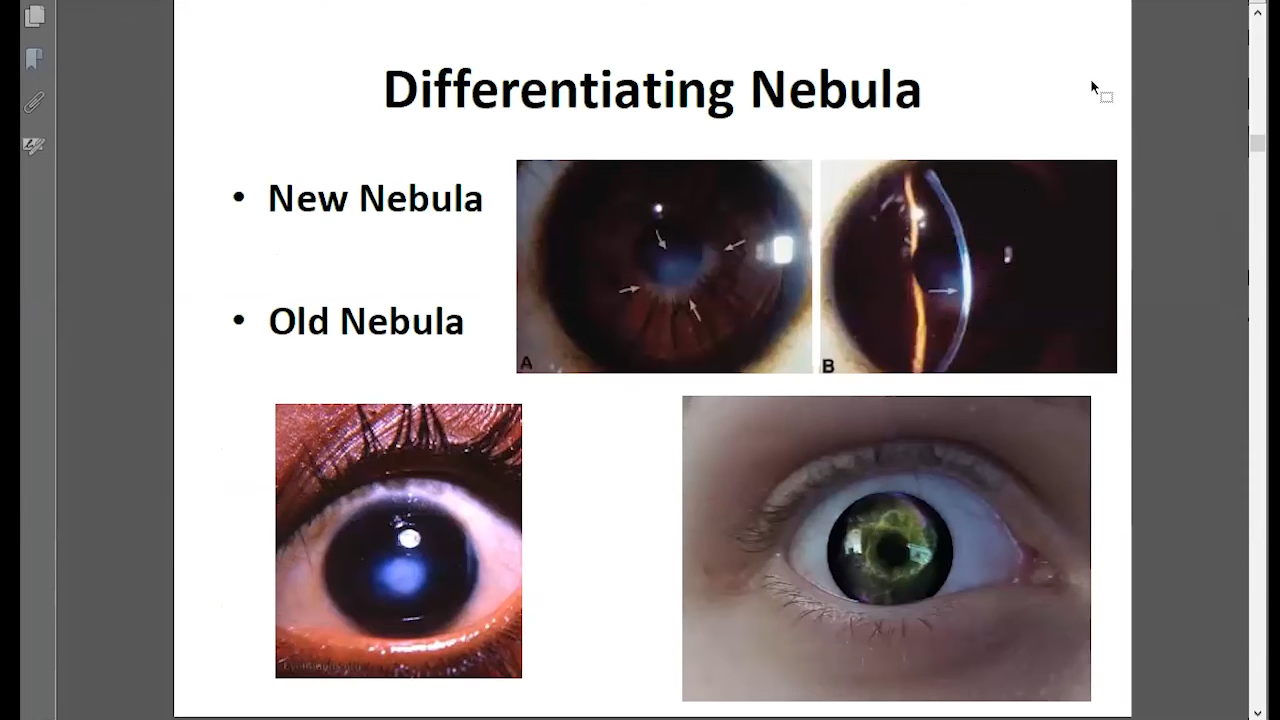 Differentiating Nebula
• New Nebula
• Old Nebula
A
B